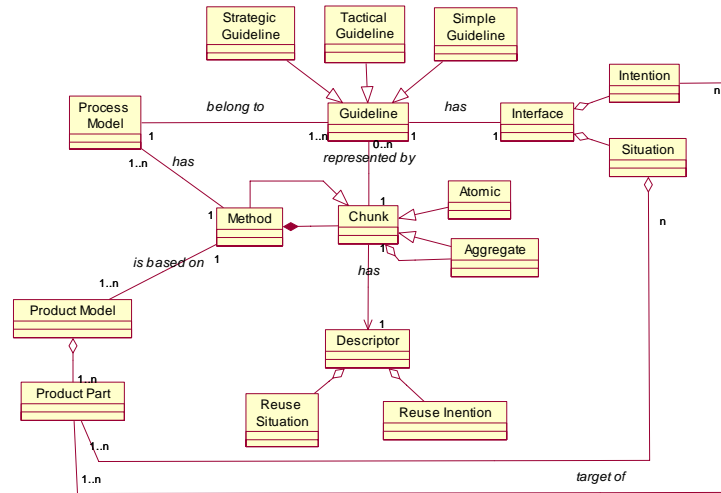 Strategic
Guideline
Tactical
Guideline
Simple
Guideline
Intention
n
Process
Model
belong to
Guideline
has
Interface
1
1..n
1
1
0..n
1..n
has
represented by
Situation
Atomic
1
Method
1
Chunk
n
is based on
1
1
Aggregate
has
1..n
Product Model
1
Descriptor
1..n
Product Part
Reuse
Situation
Reuse Inention
1..n
1..n
target of